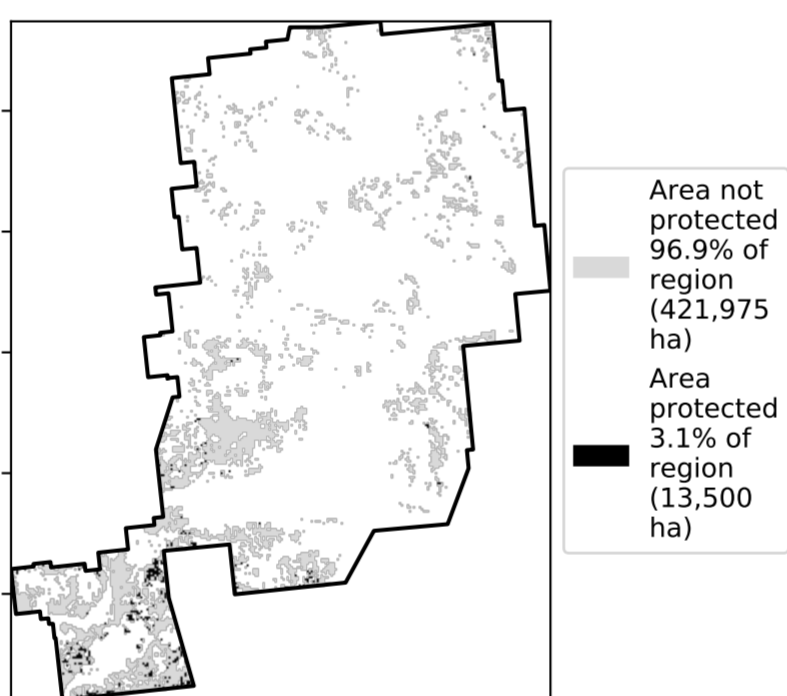 Area not
protected
96.9% of
region
(421,975
ha)
Area
protected
3.1% of
region
(13,500
ha)